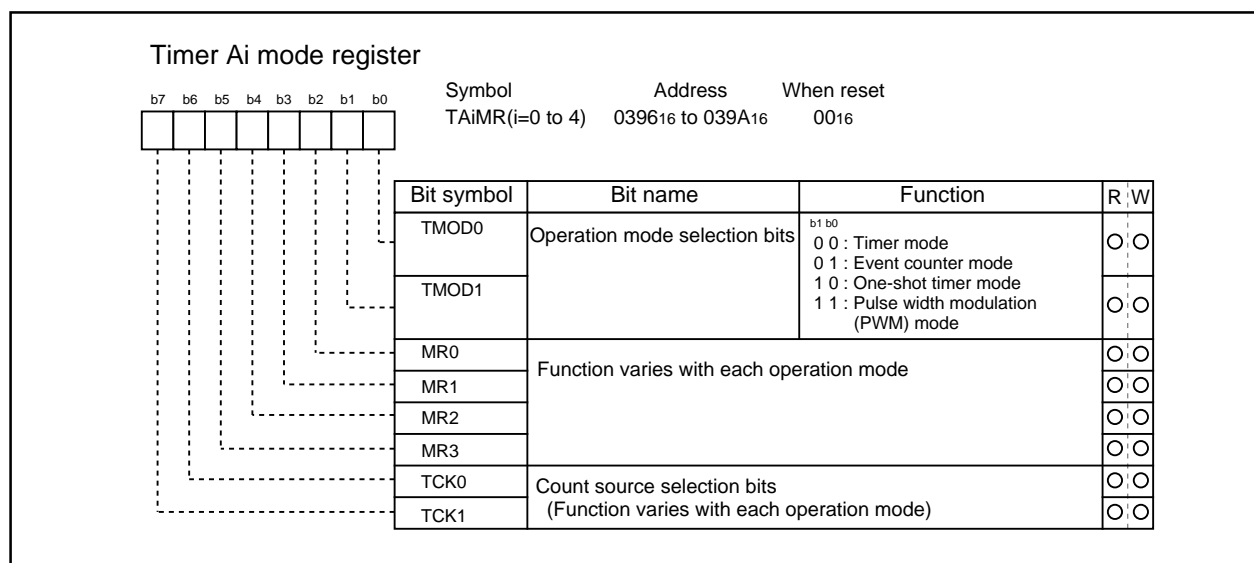 Timer Ai mode register
Symbol Address When reset
b7 b6 b5 b4 b3 b2 b1 b0
TAiMR(i=0 to 4) 039616 to 039A16 0016
Bit symbol Bit name Function R W
TMOD0 Operation mode selection bits
b1 b0
0 0 : Timer mode
0 1 : Event counter mode
1 0 : One-shot timer mode
TMOD1
1 1 : Pulse width modulation
(PWM) mode
MR0
Function varies with each operation mode
MR1
MR2
MR3
TCK0
Count source selection bits
(Function varies with each operation mode)
TCK1